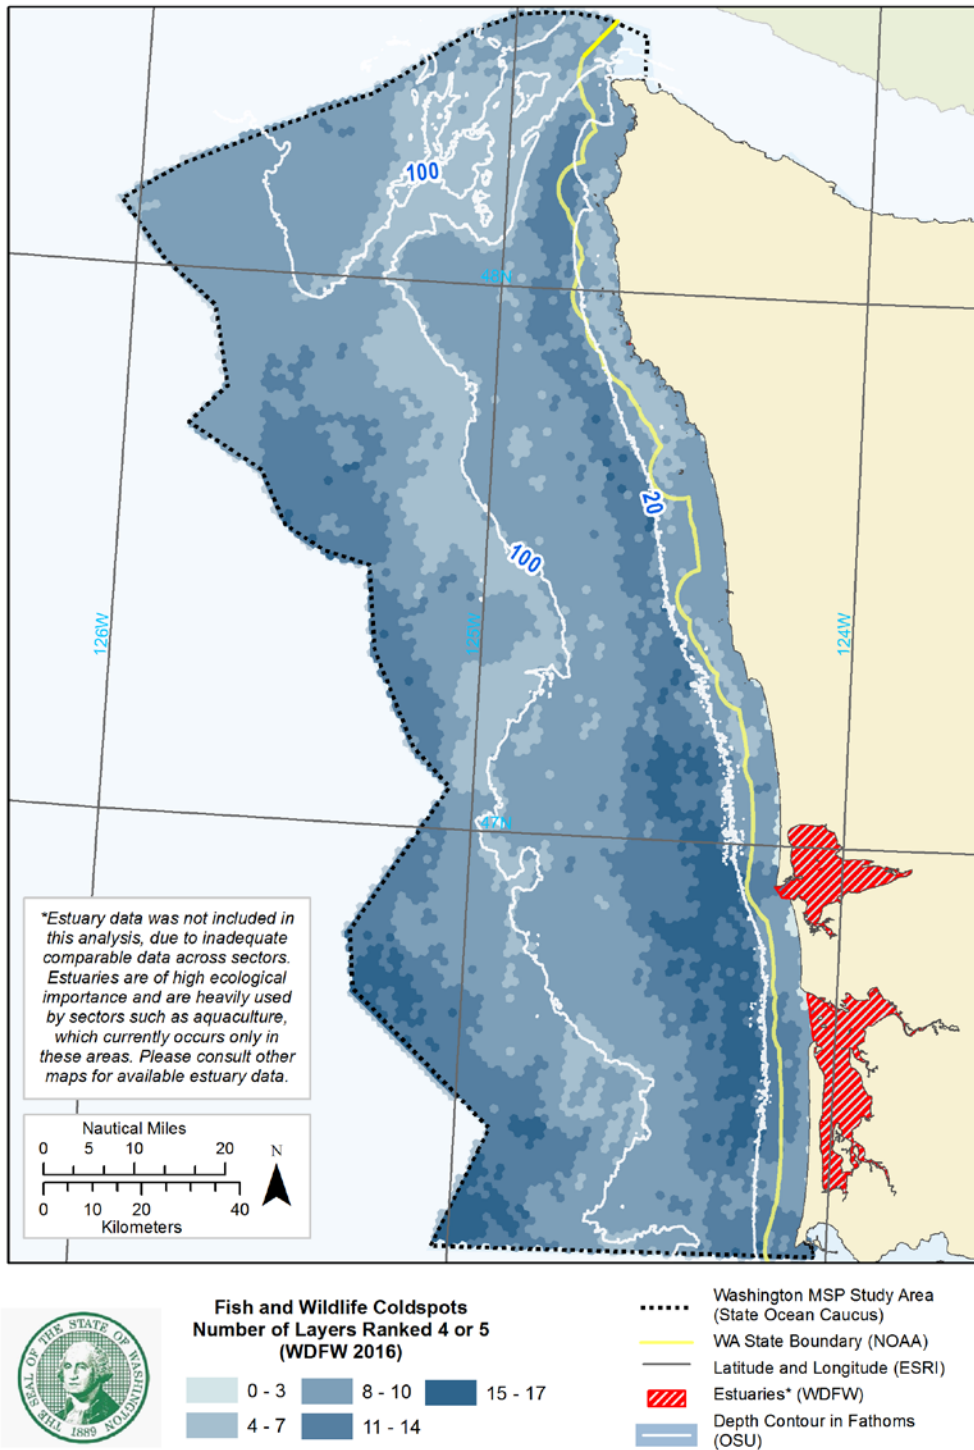 100
48N
20
100
126W
125W
124W
47N
*Estuary data was not included in
this analysis, due to inadequate
comparable data across sectors.
Estuaries are of high ecological
importance and are heavily used
by sectors such as aquaculture,
which currently occurs only in
these areas. Please consult other
maps for available estuary data.
Nautical Miles
0 5 10 20
N
0 10 20 40
Kilometers
THE SEAL OF THE STATE OF WASHINGTON
1889
Fish and Wildlife Coldspots
Number of Layers Ranked 4 or 5
(WDFW 2016)
0 - 3
8 - 10
15 - 17
4 - 7
11 - 14
Washington MSP Study Area
(State Ocean Caucus)
WA State Boundary (NOAA)
Latitude and Longitude (ESRI)
Estuaries* (WDFW)
Depth Contour in Fathoms
(OSU)